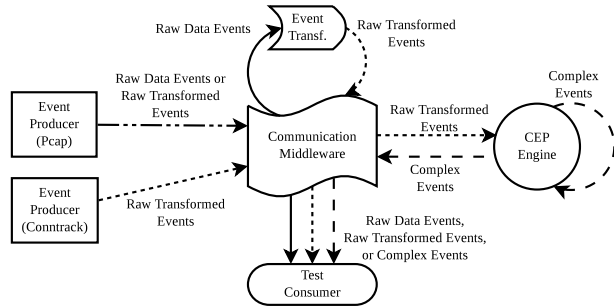 Event
Transf.
Raw Data Events
Raw Transformed
Events
Complex
Events
Raw Data Events or
Raw Transformed
Events
Event
Producer
(Pcap)
Communication
Middleware
Raw Transformed
Events
CEP
Engine
Complex
Events
Event
Producer
(Conntrack)
Raw Transformed
Events
Raw Data Events,
Raw Transformed Events,
or Complex Events
Test
Consumer